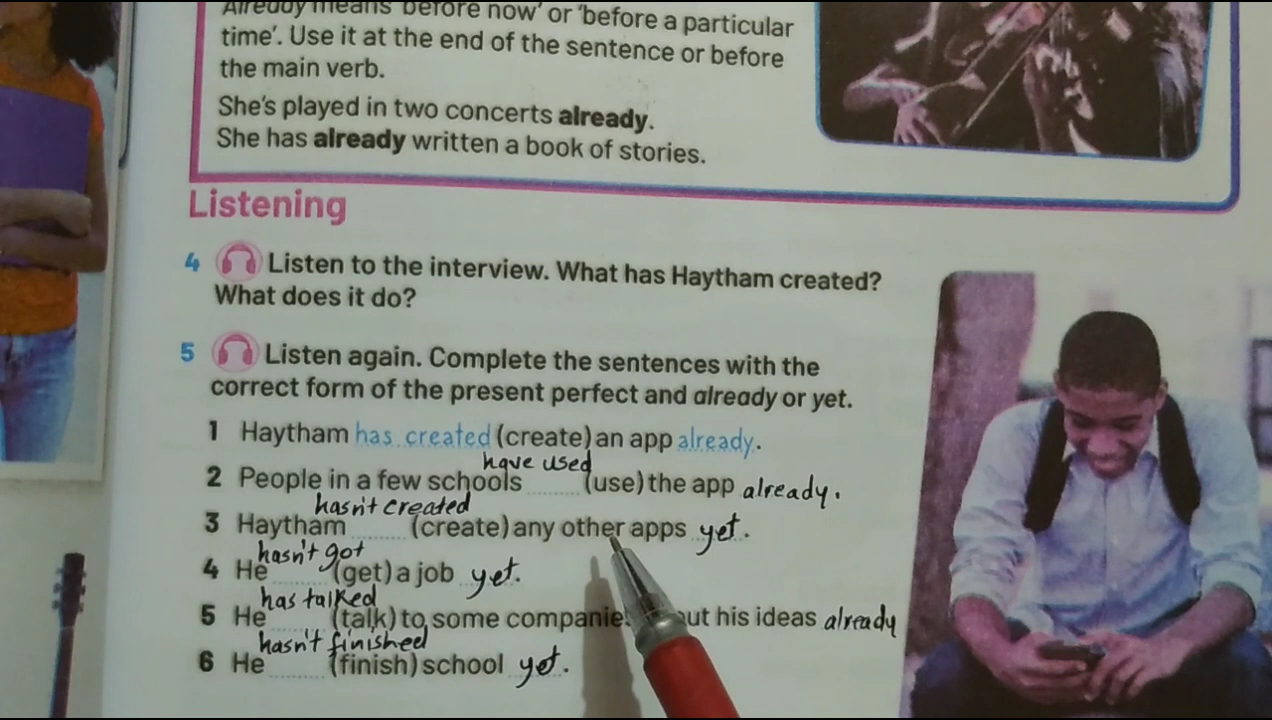 Already means 'before now' or 'before a particular
time'. Use it at the end of the sentence or before
the main verb.
She's played in two concerts already.
She has already written a book of stories.
Listening
4 Listen to the interview. What has Haytham created?
What does it do?
5 Listen again. Complete the sentences with the
correct form of the present perfect and already or yet.
1 Haytham has created (create) an app already.
have used
2 People in a few schools ........ (use) the app already.
hasn't created
3 Haytham ........ (create) any other apps yet.
hasn't got
4 He ........ (get) a job yet.
has talked
5 He ........ (talk) to some companies out his ideas already
hasn't finished
6 He ........ (finish) school yet.